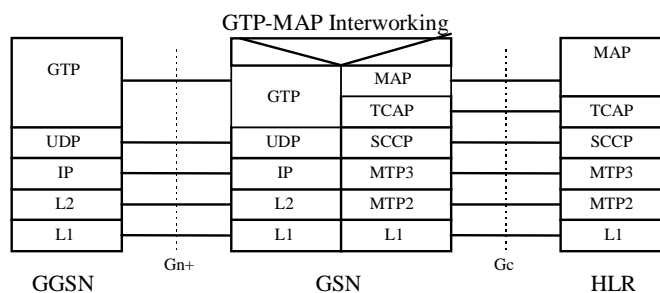 GTP-MAP Interworking
GTP
GTP
MAP
MAP
TCAP
TCAP
UDP
UDP
SCCP
SCCP
IP
IP
MTP3
MTP3
L2
L2
MTP2
MTP2
L1
L1
L1
L1
Gn+
Gc
GGSN
GSN
HLR